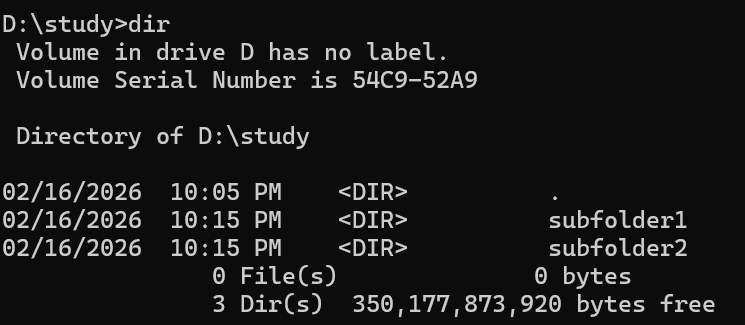 D:\study>dir
 Volume in drive D has no label.
 Volume Serial Number is 54C9-52A9

 Directory of D:\study

02/16/2026  10:05 PM    <DIR>          .
02/16/2026  10:15 PM    <DIR>          subfolder1
02/16/2026  10:15 PM    <DIR>          subfolder2
               0 File(s)              0 bytes
               3 Dir(s)  350,177,873,920 bytes free